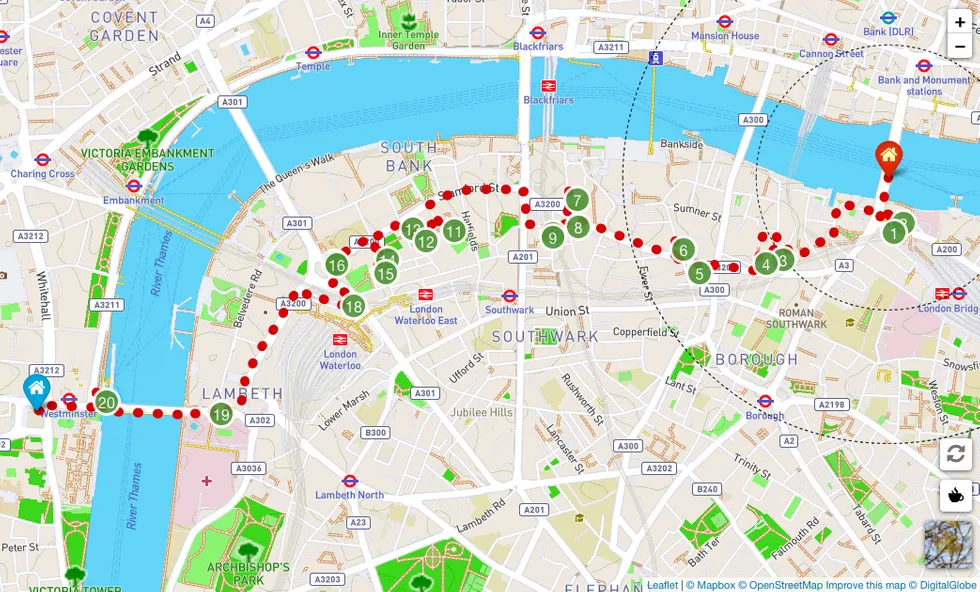 COVENT
GARDEN
A4
Strand
Inner Temple
Garden
Temple
Blackfriars
A3211
Mansion House
Cannon Street
Bank (DLR)
+
−
Bank and Monument
stations
Blackfriars
A301
A300
VICTORIA EMBANKMENT
GARDENS
Charing Cross
Embankment
The Queen's Walk
SOUTH
BANK
Bankside
Stamford St
A3200
7
Sumner St
A301
A3212
River Thames
Hatfields
13
12
11
9
8
1
A200
16
15
A201
6
5
4
3
A3
Ewer St
A300
Whitehall
A3211
Belvedere Rd
A3200
18
London
Waterloo East
Southwark
Union St
ROMAN
SOUTHWARK
London Bridge
London
Waterloo
SOUTHWARK
Copperfield St
BOROUGH
A3212
Ufford St
Lant St
Westminster
20
LAMBETH
19
A302
Lower Marsh
A301
Jubilee Hills
Rushworth St
Borough
A2198
Weston St
B300
Lancaster St
A300
A2
A3036
A3202
Trinity St
River Thames
Lambeth North
B240
Tabard St
A23
Lambeth Rd
A201
Falmouth Rd
Bath Ter
Peter St
ARCHBISHOP'S
PARK
A3203
VICTORIA TOWER
Leaflet | © Mapbox © OpenStreetMap Improve this map © DigitalGlobe